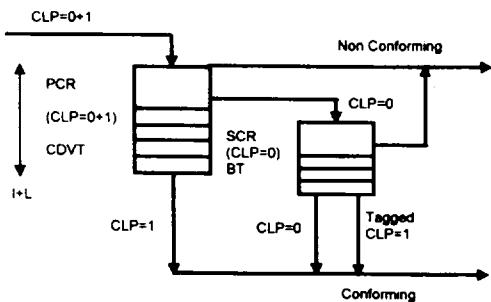 CLP=0+1
Non Conforming
PCR
(CLP=0+1)
CDVT
I+L
CLP=0
SCR
(CLP=0)
BT
CLP=1
CLP=0
Tagged
CLP=1
Conforming